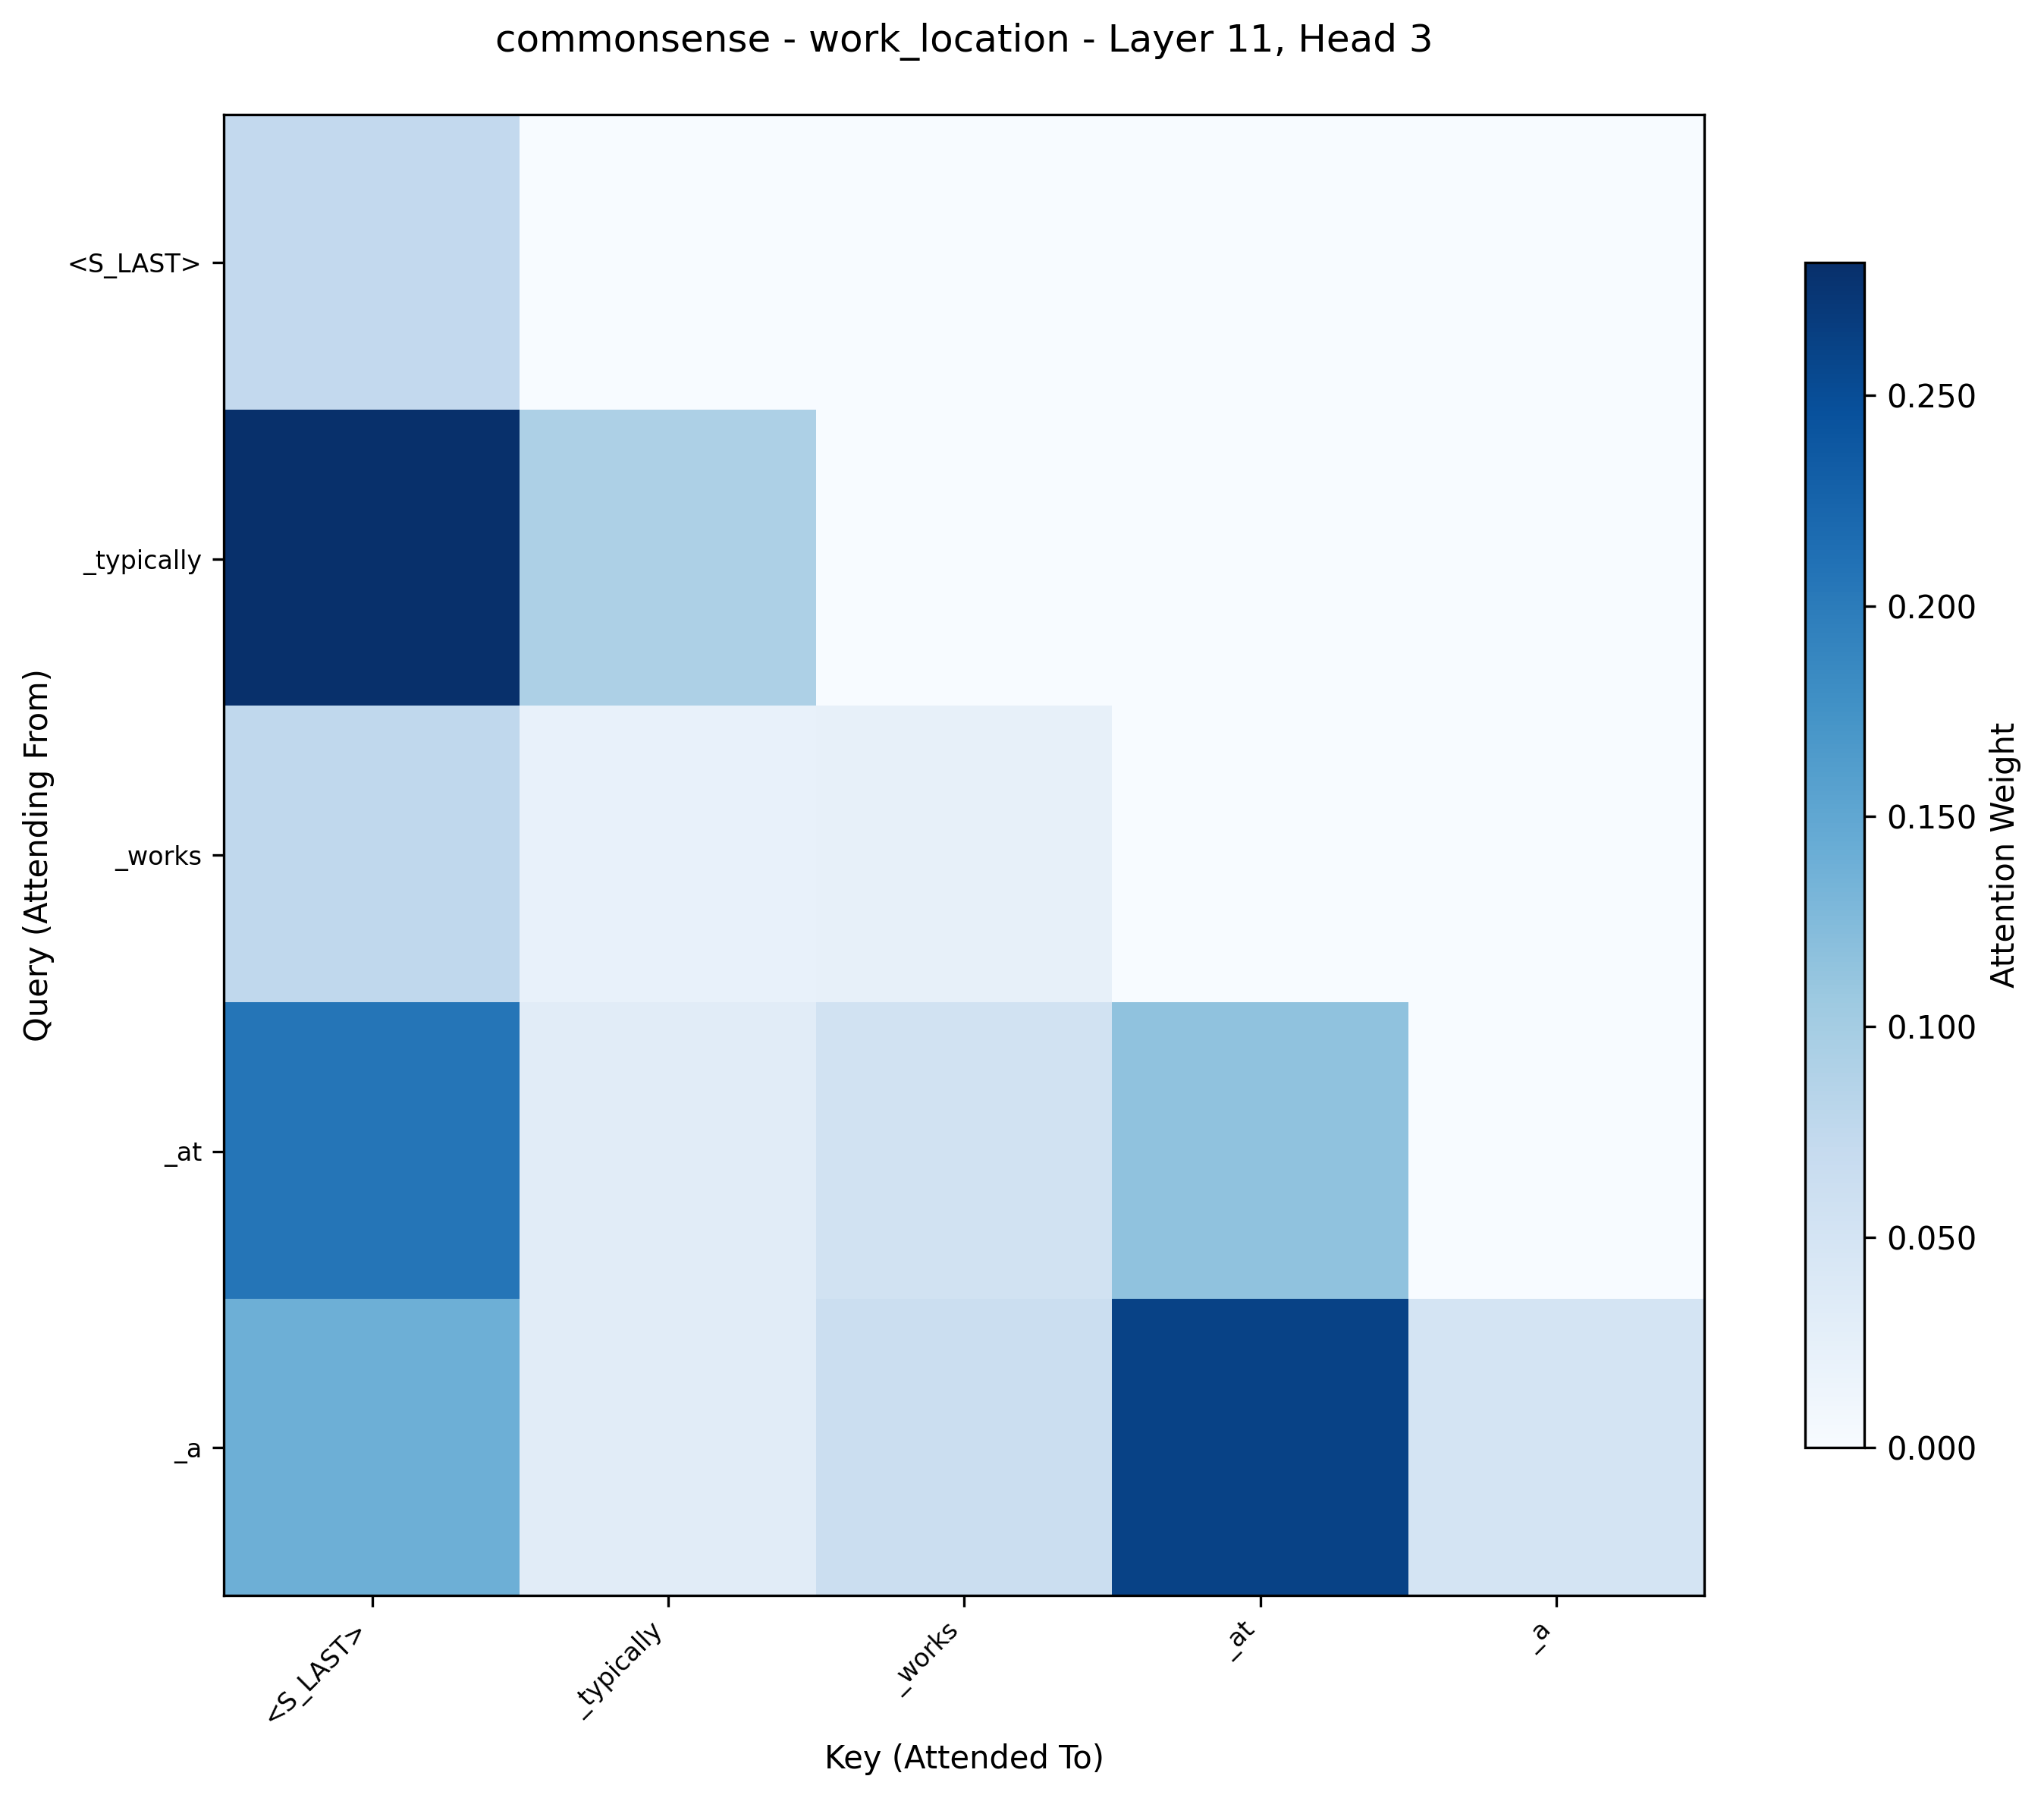 commonsense - work_location - Layer 11, Head 3
<S_LAST>
_typically
_works
_at
_a
Query (Attending From)
<S_LAST>
_typically
_works
_at
_a
Key (Attended To)
0.250
0.200
0.150
0.100
0.050
0.000
Attention Weight